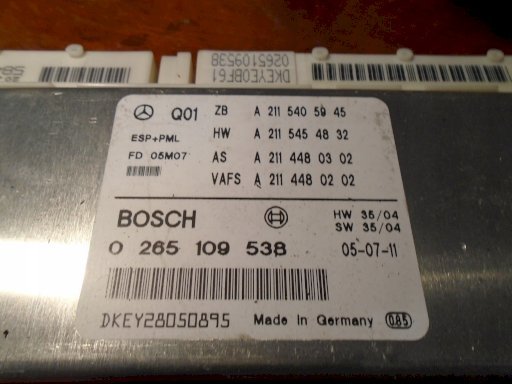 0265109538
DKEYE0BF61
Q01 ZB A 211 540 59 45
ESP+PML HW A 211 545 48 32
FD 05M07 AS A 211 448 03 02
VAFS A 211 448 02 02
BOSCH HW 35/04
SW 35/04
0 265 109 538 05-07-11
DKEY28050895 Made in Germany 085